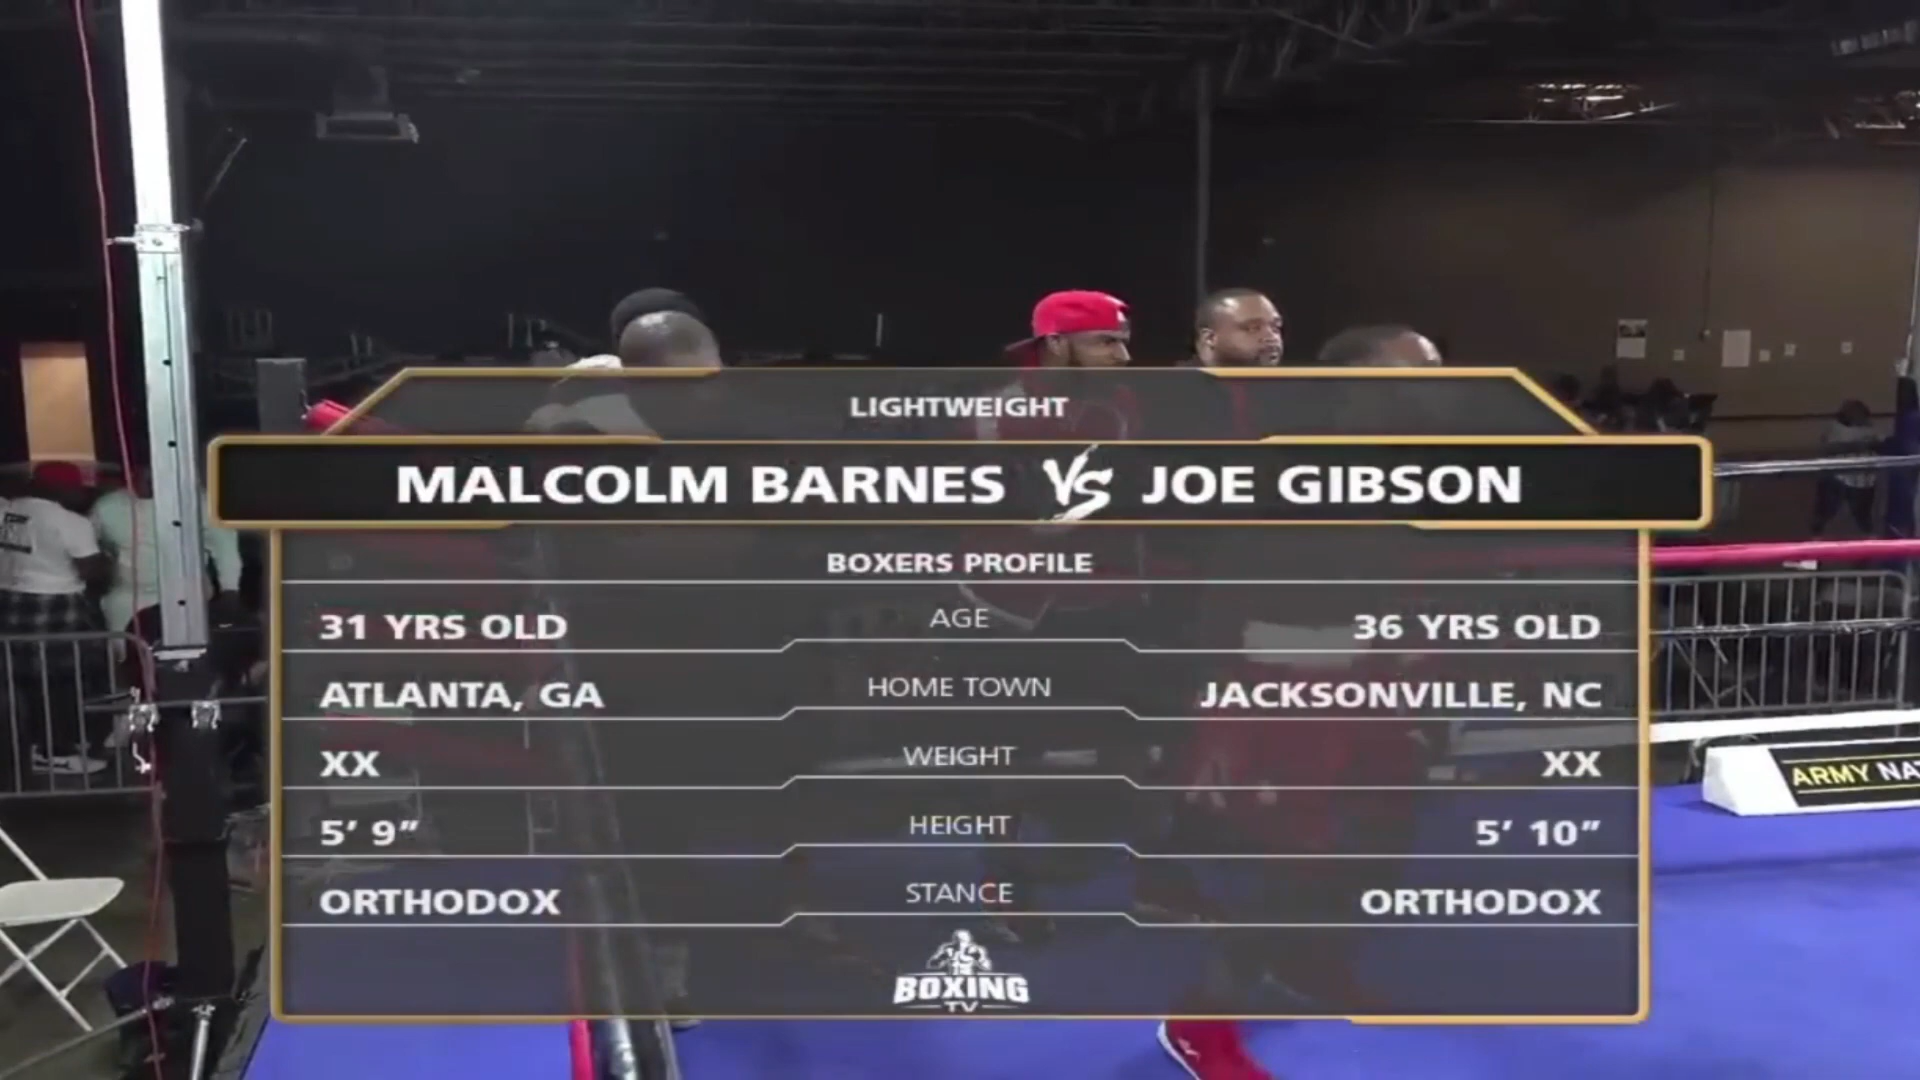 LIGHTWEIGHT
MALCOLM BARNES VS JOE GIBSON
BOXERS PROFILE
31 YRS OLD AGE 36 YRS OLD
ATLANTA, GA HOME TOWN JACKSONVILLE, NC
XX WEIGHT XX
5’ 9” HEIGHT 5’ 10”
ORTHODOX STANCE ORTHODOX
BOXING
TV
ARMY NAT